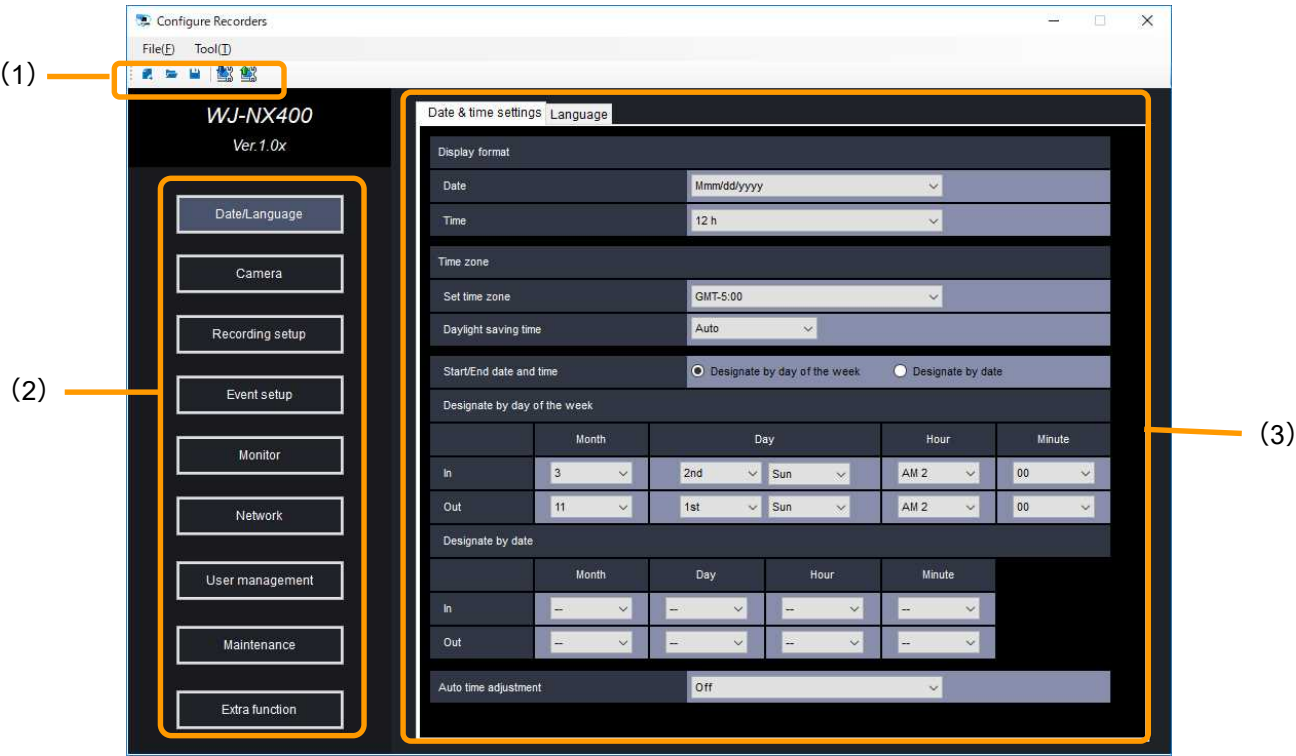 Configure Recorders
File(F) Tool(T)
(1)
WJ-NX400
Ver.1.0x
(2)
Date/Language
Camera
Recording setup
Event setup
Monitor
Network
User management
Maintenance
Extra function
(3)
Date & time settings Language
Display format
Date Mmm/dd/yyyy
Time 12 h
Time zone
Set time zone GMT-5:00
Daylight saving time Auto
Start/End date and time Designate by day of the week Designate by date
Designate by day of the week
Month Day Hour Minute
In 3 2nd Sun AM 2 00
Out 11 1st Sun AM 2 00
Designate by date
Month Day Hour Minute
In -- -- -- --
Out -- -- -- --
Auto time adjustment Off